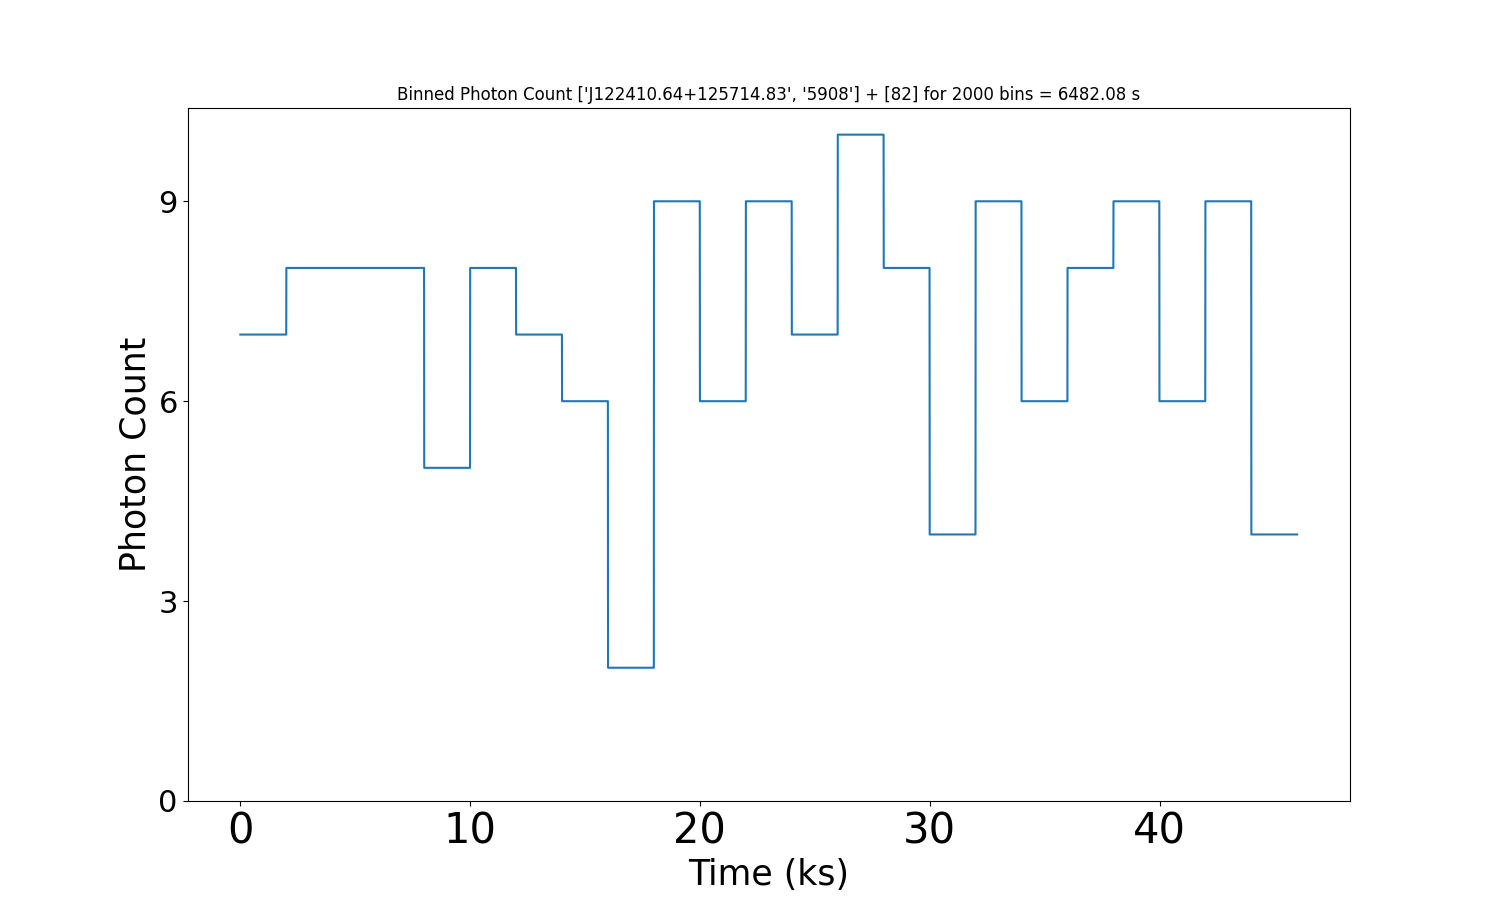 Binned Photon Count ['J122410.64+125714.83', '5908'] + [82] for 2000 bins = 6482.08 s
Photon Count
9
6
3
0
0 10 20 30 40
Time (ks)